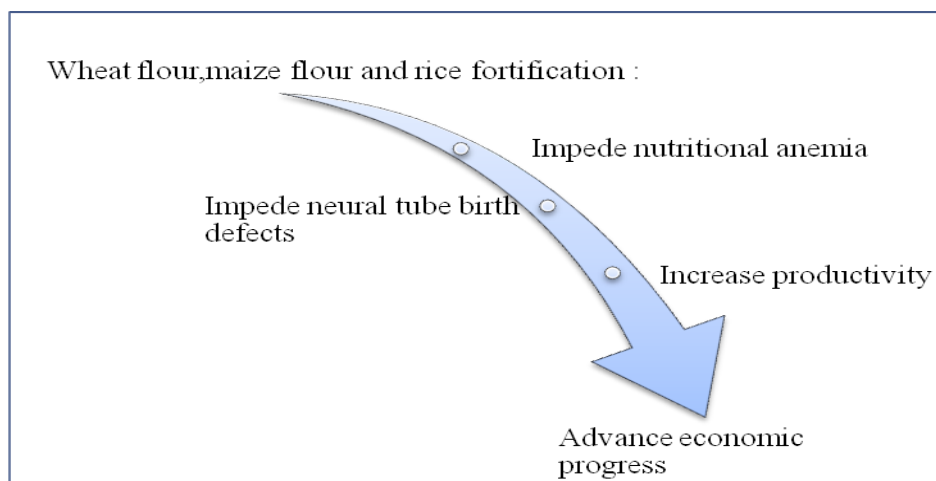 Wheat flour,maize flour and rice fortification :
Impede nutritional anemia
Impede neural tube birth
defects
Increase productivity
Advance economic
progress